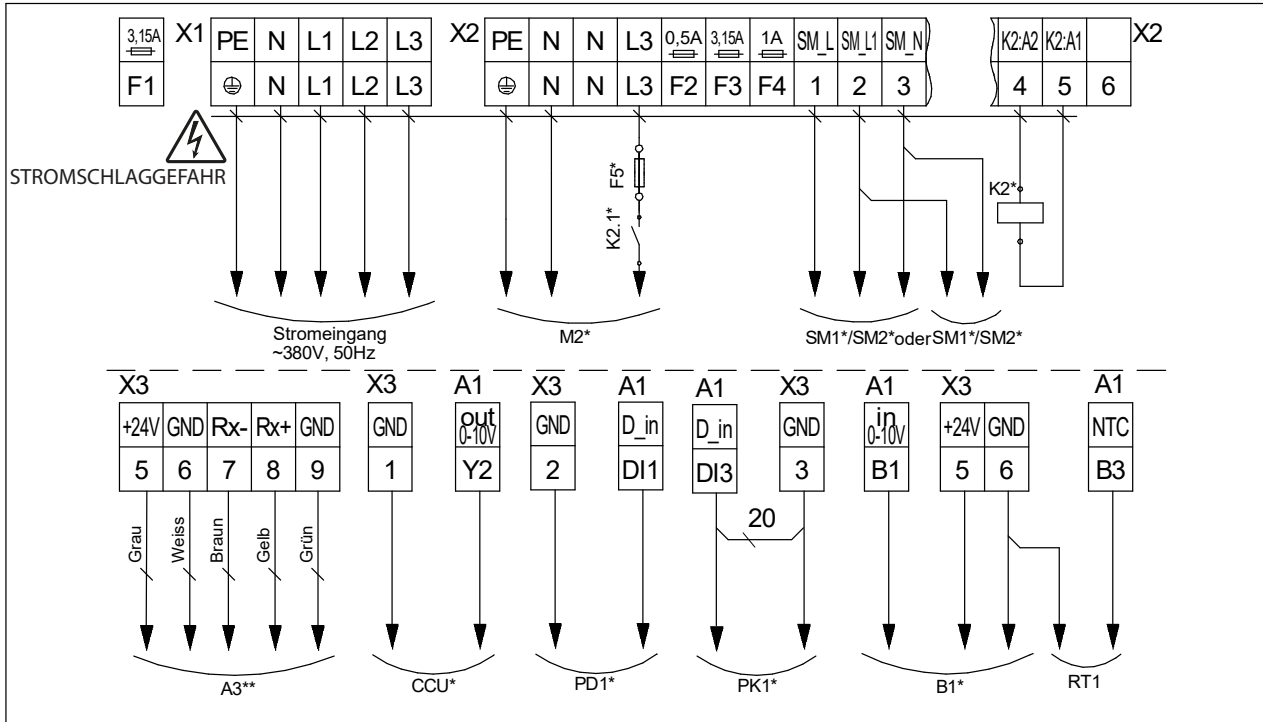 3,15A X1 PE N L1 L2 L3 X2 PE N N L3 0,5A 3,15A 1A SM_L SM_L1 SM_N K2:A2 K2:A1 X2
F1 N L1 L2 L3 N N L3 F2 F3 F4 1 2 3 4 5 6
STROMSCHLAGGEFAHR
F5*
K2.1*
K2*
Stromeingang
~380V, 50Hz
M2*
SM1*/SM2*oderSM1*/SM2*
X3 X3 A1 X3 A1 A1 X3 A1 X3 A1
+24V GND Rx- Rx+ GND GND out 0-10V GND D_in D_in GND in 0-10V +24V GND NTC
5 6 7 8 9 1 Y2 2 DI1 DI3 3 B1 5 6 B3
Grau Weiss Braun Gelb Grün
20
A3** CCU* PD1* PK1* B1* RT1